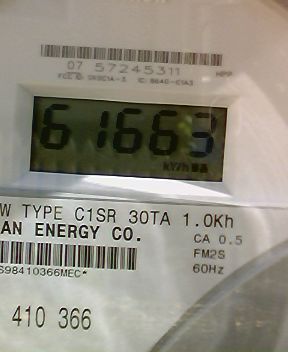 07 57245311
61663
kWh
W TYPE C1SR 30TA 1.0Kh
AN ENERGY CO.
CA 0.5
FM2S
60Hz
S98410366MEC*
410 366